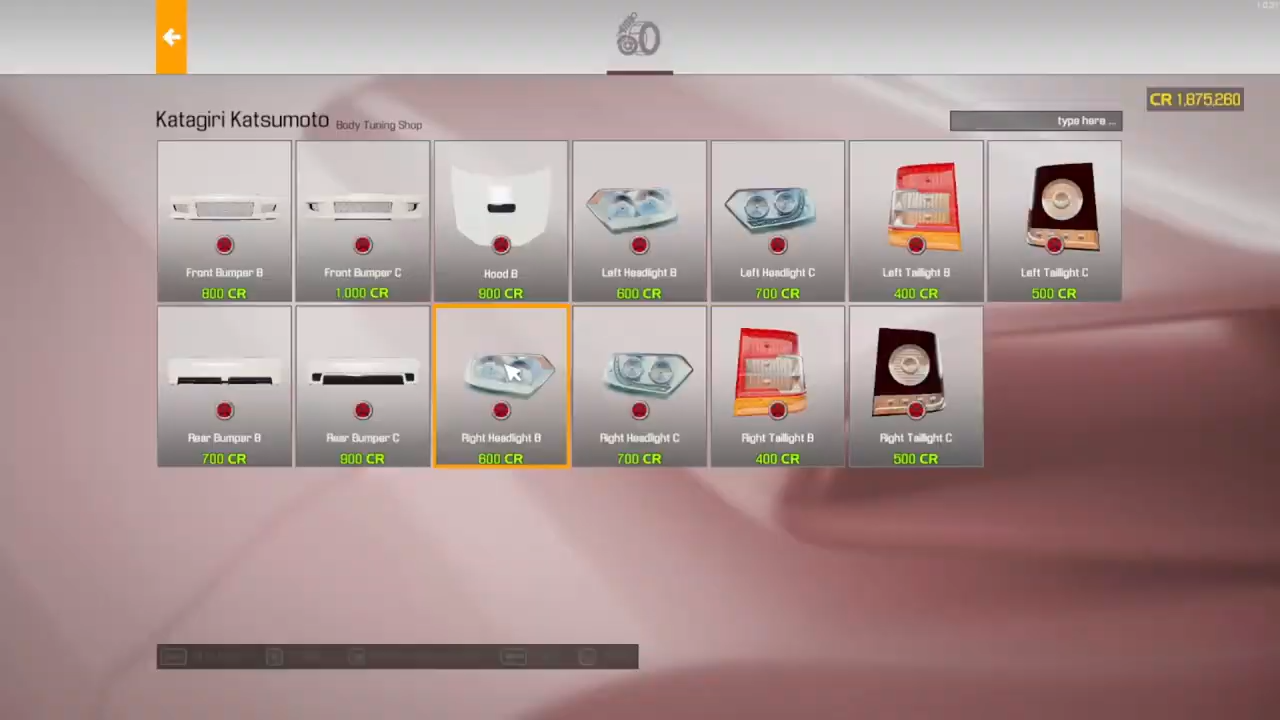 1.0.21
CR 1,875,260
Katagiri Katsumoto Body Tuning Shop
type here ...
Front Bumper B
800 CR
Front Bumper C
1,000 CR
Hood B
900 CR
Left Headlight B
600 CR
Left Headlight C
700 CR
Left Taillight B
400 CR
Left Taillight C
500 CR
Rear Bumper B
700 CR
Rear Bumper C
900 CR
Right Headlight B
600 CR
Right Headlight C
700 CR
Right Taillight B
400 CR
Right Taillight C
500 CR